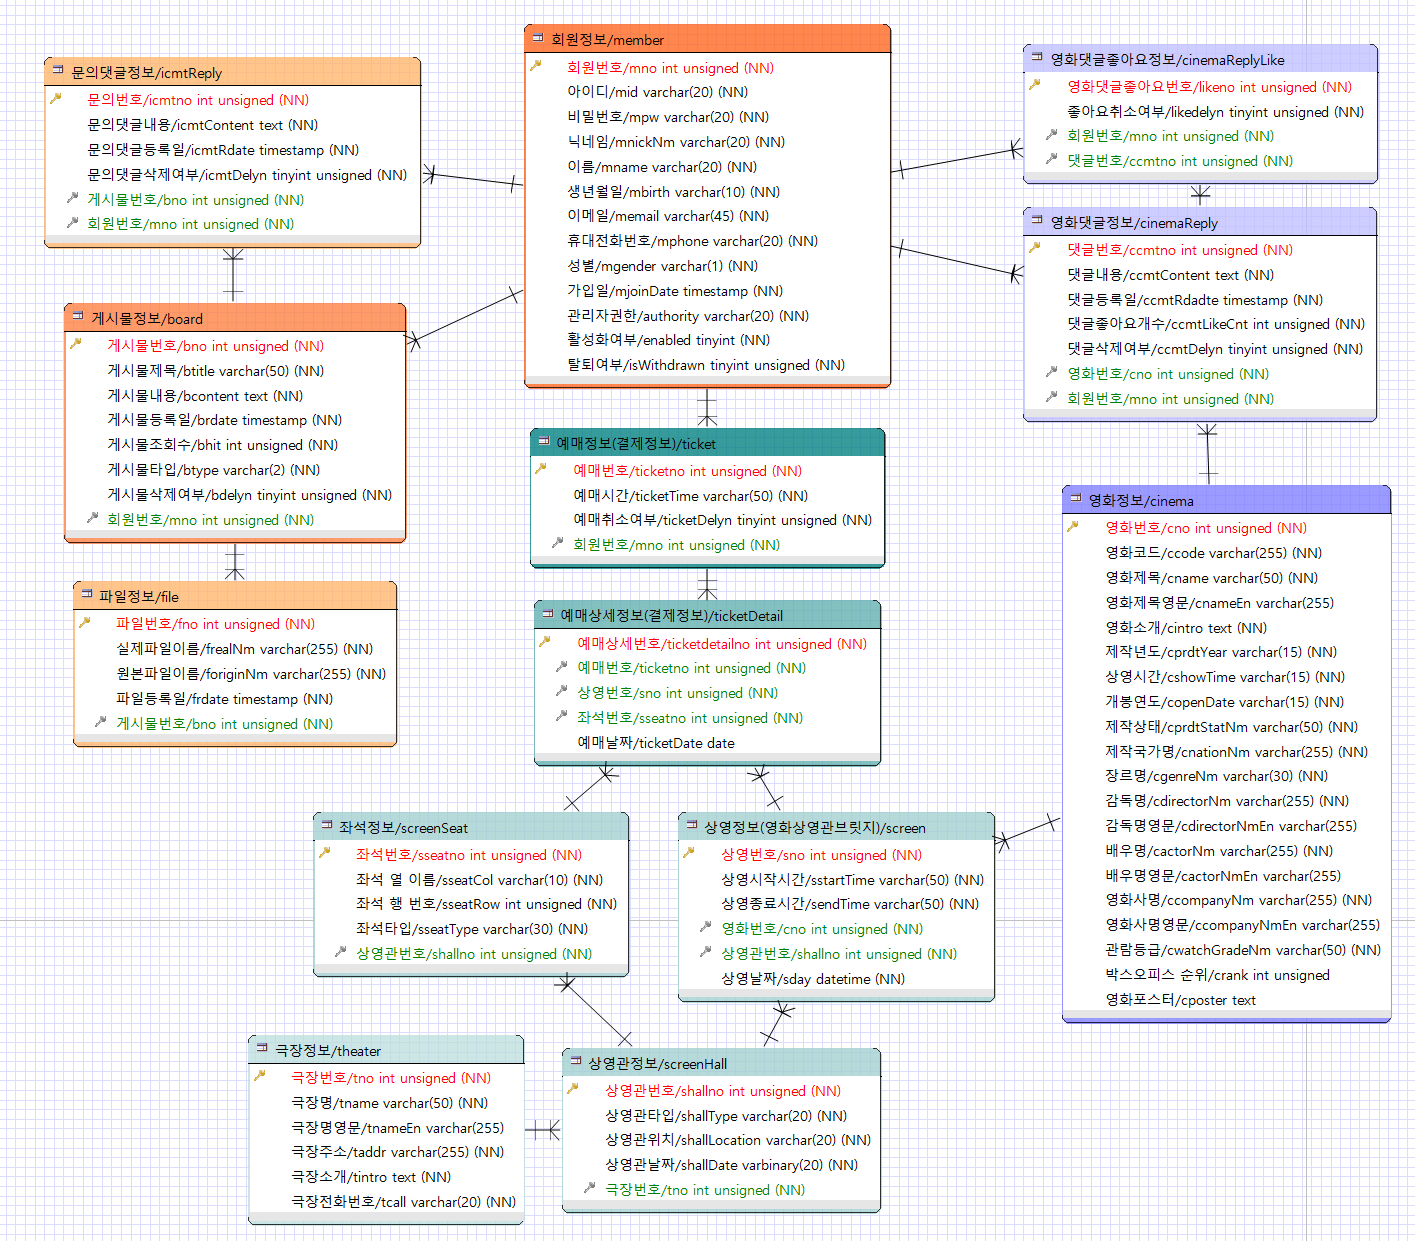 회원정보/member
회원번호/mno int unsigned (NN)
아이디/mid varchar(20) (NN)
비밀번호/mpw varchar(20) (NN)
닉네임/mnickNm varchar(20) (NN)
이름/mname varchar(20) (NN)
생년월일/mbirth varchar(10) (NN)
이메일/memail varchar(45) (NN)
휴대전화번호/mphone varchar(20) (NN)
성별/mgender varchar(1) (NN)
가입일/mjoinDate timestamp (NN)
관리자권한/authority varchar(20) (NN)
활성화여부/enabled tinyint (NN)
탈퇴여부/isWithdrawn tinyint unsigned (NN)
문의댓글정보/icmtReply
문의번호/icmtno int unsigned (NN)
문의댓글내용/icmtContent text (NN)
문의댓글등록일/icmtRdate timestamp (NN)
문의댓글삭제여부/icmtDelyn tinyint unsigned (NN)
게시물번호/bno int unsigned (NN)
회원번호/mno int unsigned (NN)
영화댓글좋아요정보/cinemaReplyLike
영화댓글좋아요번호/likeno int unsigned (NN)
좋아요취소여부/likedelyn tinyint unsigned (NN)
회원번호/mno int unsigned (NN)
댓글번호/ccmtno int unsigned (NN)
영화댓글정보/cinemaReply
댓글번호/ccmtno int unsigned (NN)
댓글내용/ccmtContent text (NN)
댓글등록일/ccmtRdadte timestamp (NN)
댓글좋아요개수/ccmtLikeCnt int unsigned (NN)
댓글삭제여부/ccmtDelyn tinyint unsigned (NN)
영화번호/cno int unsigned (NN)
회원번호/mno int unsigned (NN)
게시물정보/board
게시물번호/bno int unsigned (NN)
게시물제목/btitle varchar(50) (NN)
게시물내용/bcontent text (NN)
게시물등록일/brdate timestamp (NN)
게시물조회수/bhit int unsigned (NN)
게시물타입/btype varchar(2) (NN)
게시물삭제여부/bdelyn tinyint unsigned (NN)
회원번호/mno int unsigned (NN)
예매정보(결제정보)/ticket
예매번호/ticketno int unsigned (NN)
예매시간/ticketTime varchar(50) (NN)
예매취소여부/ticketDelyn tinyint unsigned (NN)
회원번호/mno int unsigned (NN)
영화정보/cinema
영화번호/cno int unsigned (NN)
영화코드/ccode varchar(255) (NN)
영화제목/cname varchar(50) (NN)
영화제목영문/cnameEn varchar(255)
영화소개/cintro text (NN)
제작년도/cprdtYear varchar(15) (NN)
상영시간/cshowTime varchar(15) (NN)
개봉연도/copenDate varchar(15) (NN)
제작상태/cprdtStatNm varchar(50) (NN)
제작국가명/cnationNm varchar(255) (NN)
장르명/cgenreNm varchar(30) (NN)
감독명/cdirectorNm varchar(255) (NN)
감독명영문/cdirectorNmEn varchar(255)
배우명/cactorNm varchar(255) (NN)
배우명영문/cactorNmEn varchar(255)
영화사명/ccompanyNm varchar(255) (NN)
영화사명영문/ccompanyNmEn varchar(255)
관람등급/cwatchGradeNm varchar(50) (NN)
박스오피스 순위/crank int unsigned
영화포스터/cposter text
파일정보/file
파일번호/fno int unsigned (NN)
실제파일이름/frealNm varchar(255) (NN)
원본파일이름/foriginNm varchar(255) (NN)
파일등록일/frdate timestamp (NN)
게시물번호/bno int unsigned (NN)
예매상세정보(결제정보)/ticketDetail
예매상세번호/ticketdetailno int unsigned (NN)
예매번호/ticketno int unsigned (NN)
상영번호/sno int unsigned (NN)
좌석번호/sseatno int unsigned (NN)
예매날짜/ticketDate date
좌석정보/screenSeat
좌석번호/sseatno int unsigned (NN)
좌석 열 이름/sseatCol varchar(10) (NN)
좌석 행 번호/sseatRow int unsigned (NN)
좌석타입/sseatType varchar(30) (NN)
상영관번호/shallno int unsigned (NN)
상영정보(영화상영관브릿지)/screen
상영번호/sno int unsigned (NN)
상영시작시간/sstartTime varchar(50) (NN)
상영종료시간/sendTime varchar(50) (NN)
영화번호/cno int unsigned (NN)
상영관번호/shallno int unsigned (NN)
상영날짜/sday datetime (NN)
극장정보/theater
극장번호/tno int unsigned (NN)
극장명/tname varchar(50) (NN)
극장명영문/tnameEn varchar(255)
극장주소/taddr varchar(255) (NN)
극장소개/tintro text (NN)
극장전화번호/tcall varchar(20) (NN)
상영관정보/screenHall
상영관번호/shallno int unsigned (NN)
상영관타입/shallType varchar(20) (NN)
상영관위치/shallLocation varchar(20) (NN)
상영관날짜/shallDate varbinary(20) (NN)
극장번호/tno int unsigned (NN)